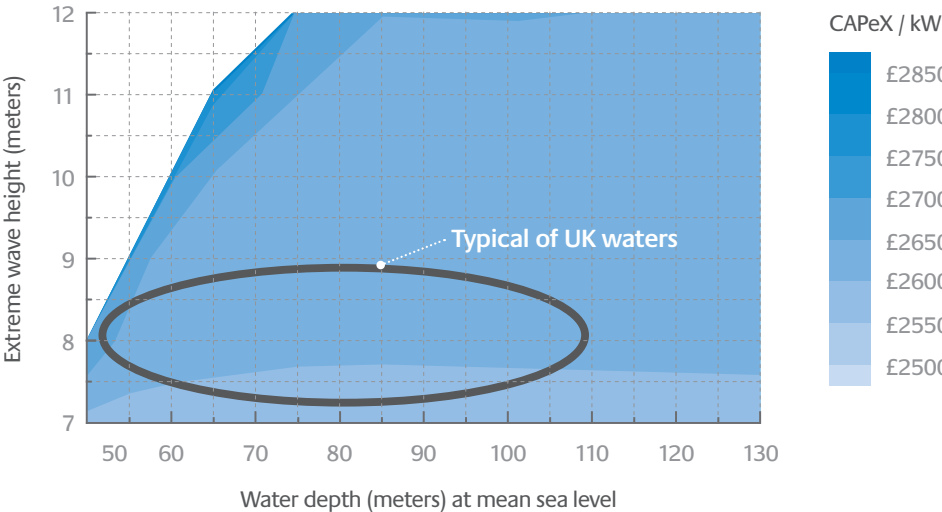 CAPeX / kW
12
11
10
9
8
7
Extreme wave height (meters)
Typical of UK waters
£2850
£2800
£2750
£2700
£2650
£2600
£2550
£2500
50 60 70 80 90 100 110 120 130
Water depth (meters) at mean sea level